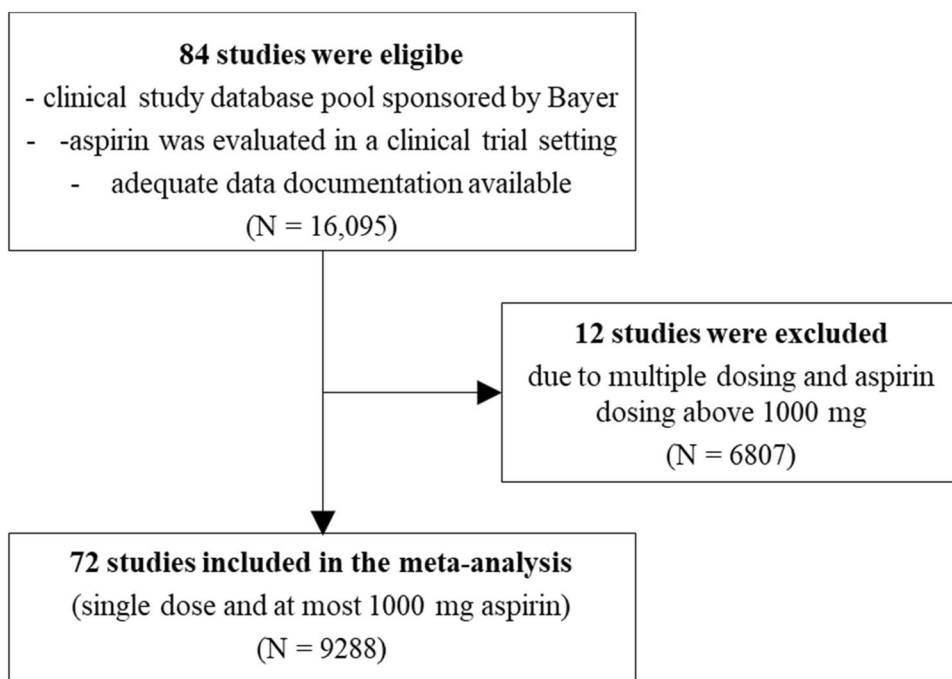 84 studies were eligibe
- clinical study database pool sponsored by Bayer
- -aspirin was evaluated in a clinical trial setting
- adequate data documentation available
(N = 16,095)
12 studies were excluded
due to multiple dosing and aspirin
dosing above 1000 mg
(N = 6807)
72 studies included in the meta-analysis
(single dose and at most 1000 mg aspirin)
(N = 9288)